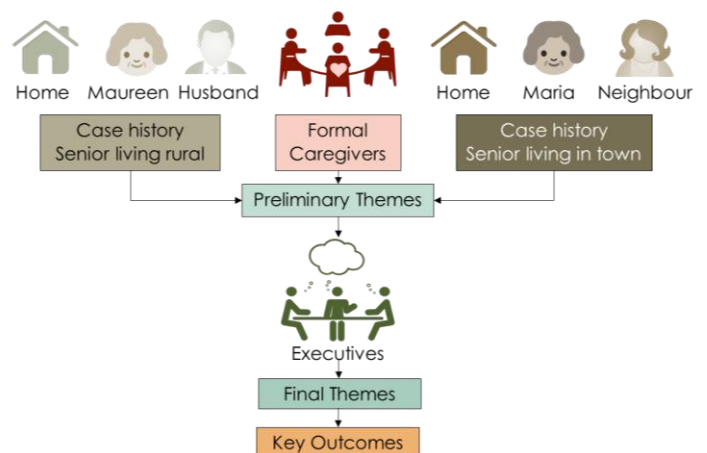 Home Maureen Husband
Home Maria Neighbour
Case history
Senior living rural
Formal
Caregivers
Case history
Senior living in town
Preliminary Themes
Executives
Final Themes
Key Outcomes